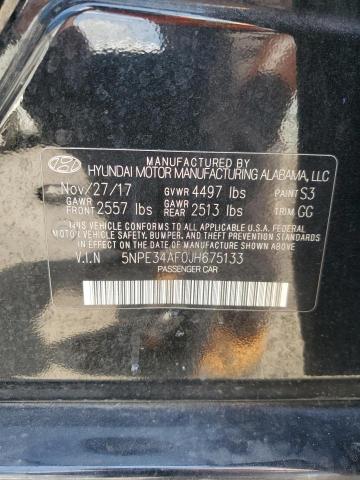 MANUFACTURED BY
HYUNDAI MOTOR MANUFACTURING ALABAMA, LLC
Nov/27/17 GVWR 4497 lbs PAINT S3
GAWR FRONT 2557 lbs GAWR REAR 2513 lbs TRIM GG
THIS VEHICLE CONFORMS TO ALL APPLICABLE U.S.A. FEDERAL
MOTOR VEHICLE SAFETY, BUMPER, AND THEFT PREVENTION
STANDARDS IN EFFECT ON THE DATE OF MANUFACTURE SHOWN ABOVE.
V.I.N 5NPE34AF0JH675133
PASSENGER CAR